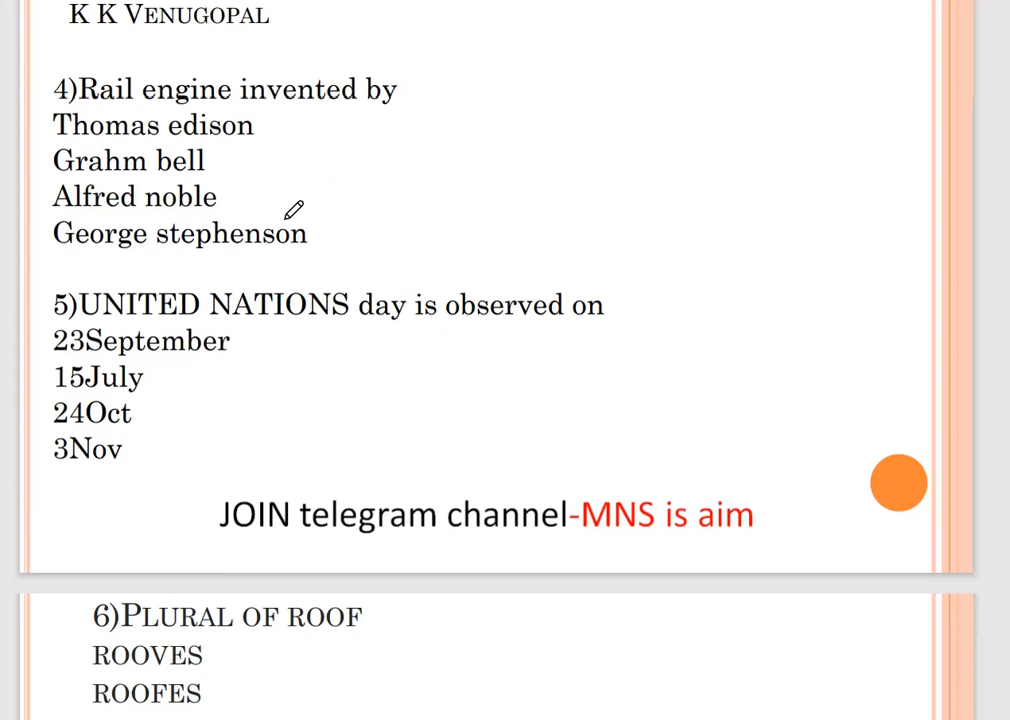 K K VENUGOPAL
4)Rail engine invented by
Thomas edison
Grahm bell
Alfred noble
George stephenson
5)UNITED NATIONS day is observed on
23September
15July
24Oct
3Nov
JOIN telegram channel-MNS is aim
6)PLURAL OF ROOF
ROOVES
ROOFES